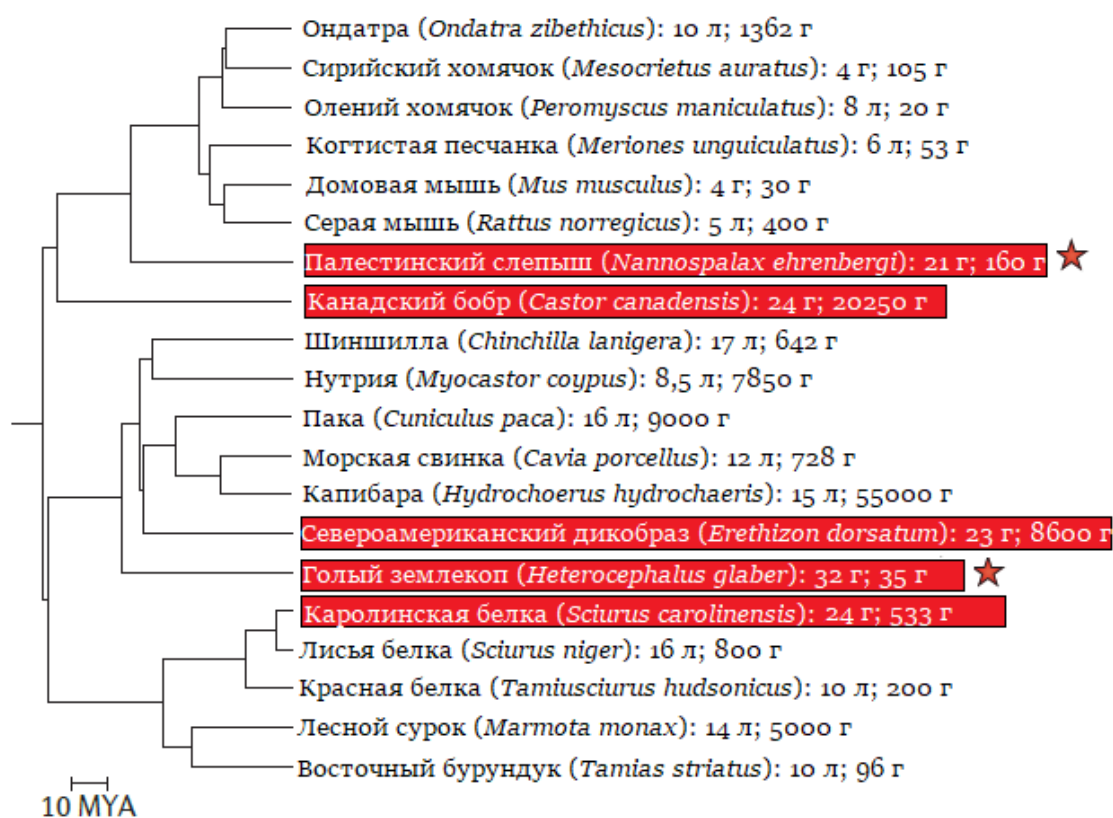 Ондатра (Ondatra zibethicus): 10 л; 1362 г
Сирийский хомячок (Mesocrietus auratus): 4 г; 105 г
Олений хомячок (Peromyscus maniculatus): 8 л; 20 г
Когтистая песчанка (Meriones unguiculatus): 6 л; 53 г
Домовая мышь (Mus musculus): 4 г; 30 г
Серая мышь (Rattus norregicus): 5 л; 400 г
Палестинский слепыш (Nannospalax ehrenbergi): 21 г; 160 г
Канадский бобр (Castor canadensis): 24 г; 20250 г
Шиншилла (Chinchilla lanigera): 17 л; 642 г
Нутрия (Myocastor coypus): 8,5 л; 7850 г
Пака (Cuniculus paca): 16 л; 9000 г
Морская свинка (Cavia porcellus): 12 л; 728 г
Капибара (Hydrochoerus hydrochaeris): 15 л; 55000 г
Североамериканский дикобраз (Erethizon dorsatum): 23 г; 8600 г
Голый землекоп (Heterocephalus glaber): 32 г; 35 г
Каролинская белка (Sciurus carolinensis): 24 г; 533 г
Лисья белка (Sciurus niger): 16 л; 800 г
Красная белка (Tamiusciurus hudsonicus): 10 л; 200 г
Лесной сурок (Marmota monax): 14 л; 5000 г
Восточный бурундук (Tamias striatus): 10 л; 96 г
10 MYA